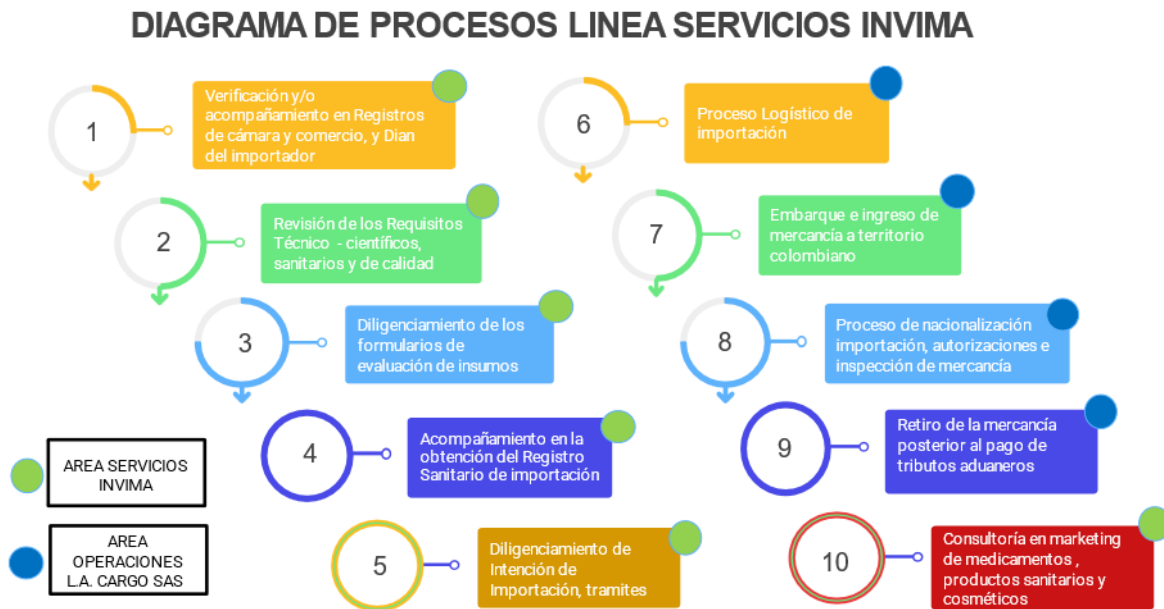 DIAGRAMA DE PROCESOS LINEA SERVICIOS INVIMA
1
Verificación y/o
acompañamiento en Registros
de cámara y comercio, y Dian
del importador
2
Revisión de los Requisitos
Técnico - científicos,
sanitarios y de calidad
3
Diligenciamiento de los
formularios de
evaluación de insumos
4
Acompañamiento en la
obtención del Registro
Sanitario de importación
5
Diligenciamiento de
Intención de
Importación, tramites
6
Proceso Logístico de
importación
7
Embarque e ingreso de
mercancía a territorio
colombiano
8
Proceso de nacionalización
importación, autorizaciones e
inspección de mercancía
9
Retiro de la mercancía
posterior al pago de
tributos aduaneros
10
Consultoría en marketing
de medicamentos ,
productos sanitarios y
cosméticos
AREA SERVICIOS
INVIMA
AREA
OPERACIONES
L.A. CARGO SAS